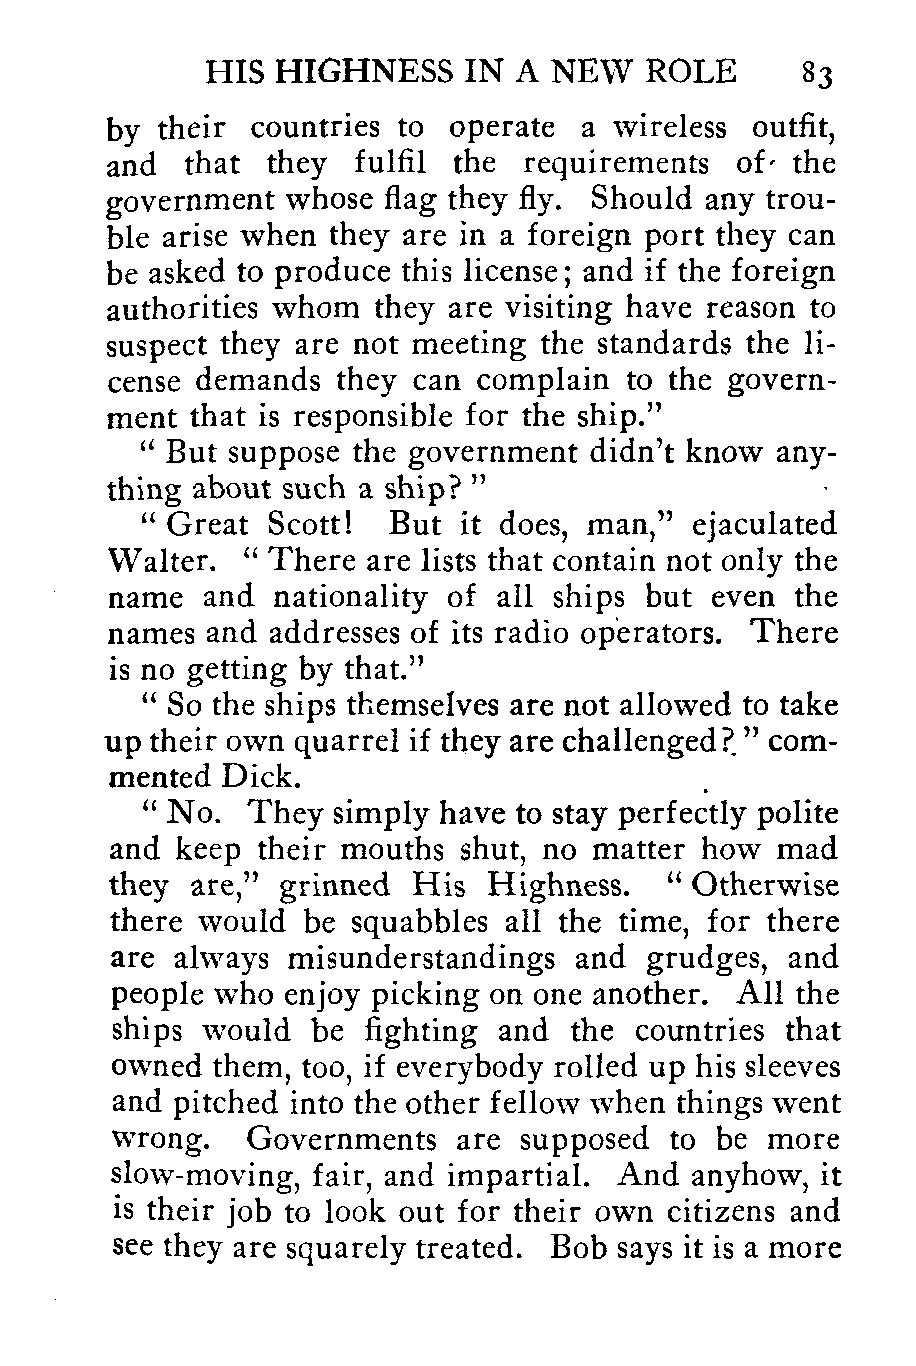 HIS HIGHNESS IN A NEW ROLE 83
by their countries to operate a wireless outfit,
and that they fulfil the requirements of the
government whose flag they fly. Should any trou-
ble arise when they are in a foreign port they can
be asked to produce this license; and if the foreign
authorities whom they are visiting have reason to
suspect they are not meeting the standards the li-
cense demands they can complain to the govern-
ment that is responsible for the ship.”
“ But suppose the government didn’t know any-
thing about such a ship? ”
“ Great Scott! But it does, man,” ejaculated
Walter. “ There are lists that contain not only the
name and nationality of all ships but even the
names and addresses of its radio operators. There
is no getting by that.”
“ So the ships themselves are not allowed to take
up their own quarrel if they are challenged? ” com-
mented Dick.
“ No. They simply have to stay perfectly polite
and keep their mouths shut, no matter how mad
they are,” grinned His Highness. “ Otherwise
there would be squabbles all the time, for there
are always misunderstandings and grudges, and
people who enjoy picking on one another. All the
ships would be fighting and the countries that
owned them, too, if everybody rolled up his sleeves
and pitched into the other fellow when things went
wrong. Governments are supposed to be more
slow-moving, fair, and impartial. And anyhow, it
is their job to look out for their own citizens and
see they are squarely treated. Bob says it is a more